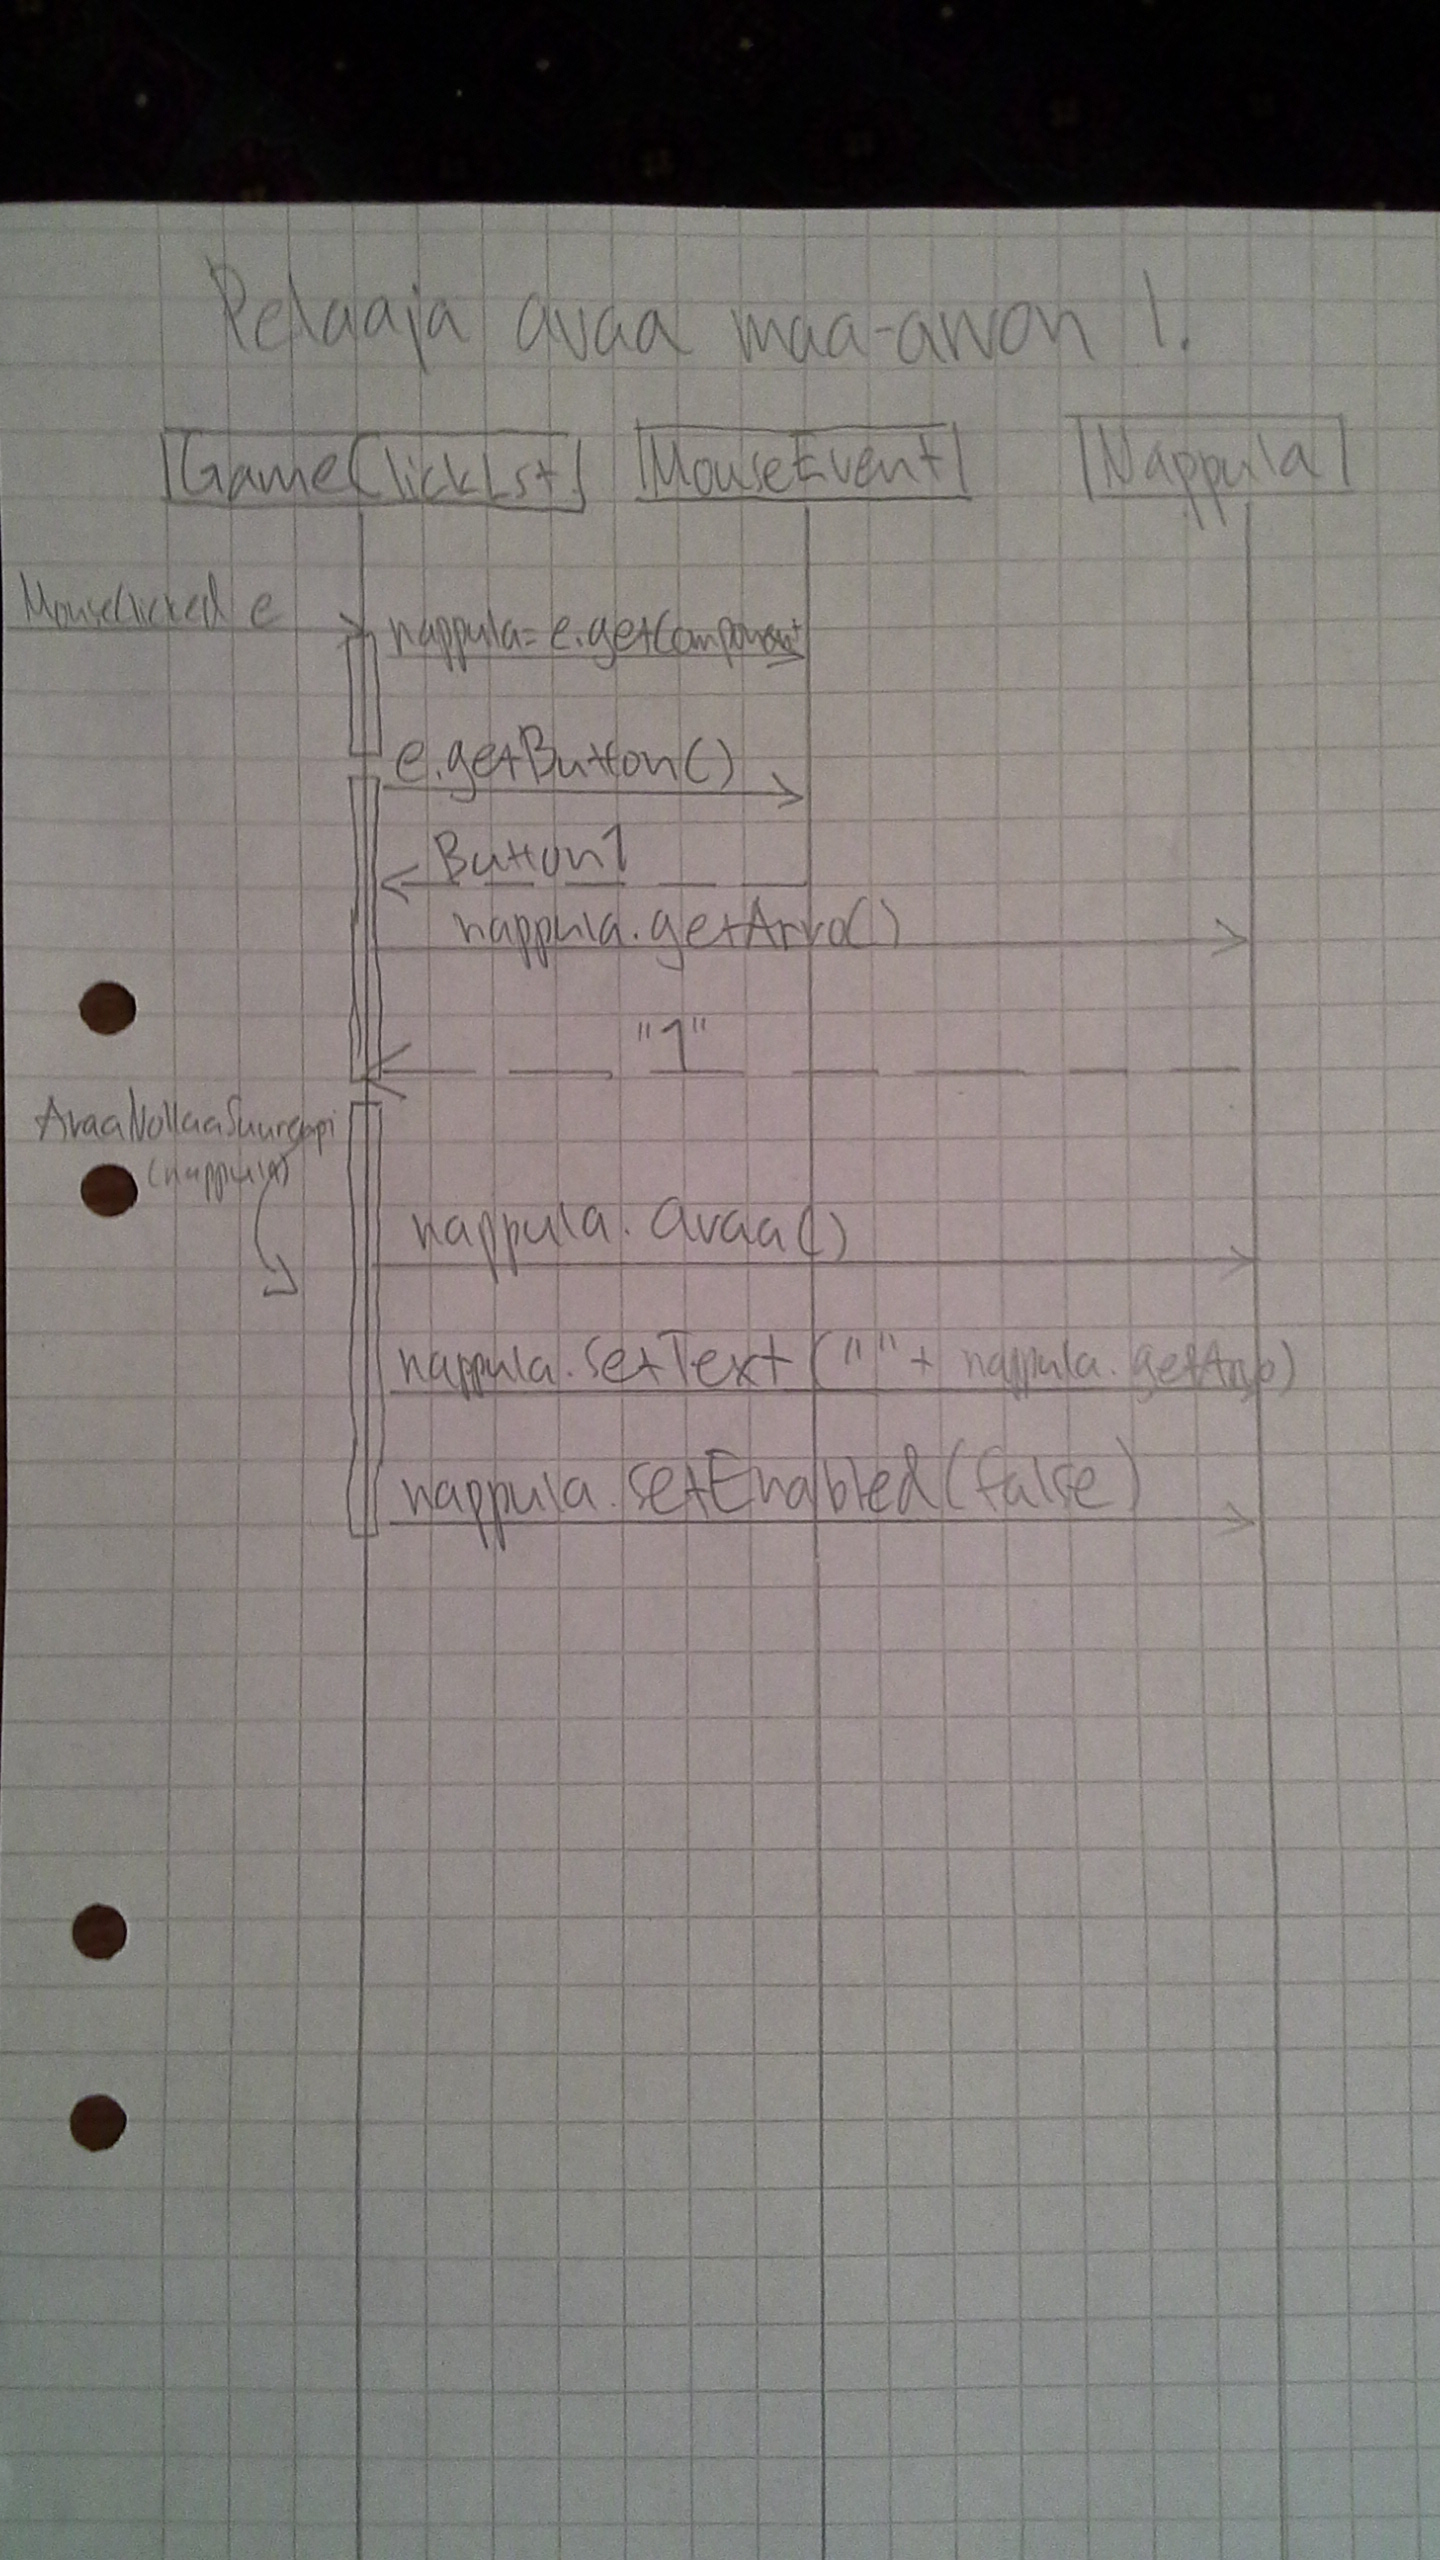 Pelaaja avaa maa-arvon 1.
GameClickLst MouseEvent Nappula
MouseClicked e
nappula=e.getComponent
e.getButton()
Button1
nappula.getArvo()
"1"
AvaaNollaaSuurempi
(nappula)
nappula.avaa()
nappula.setText(""+ nappula.getArvo)
nappula.setEnabled(false)